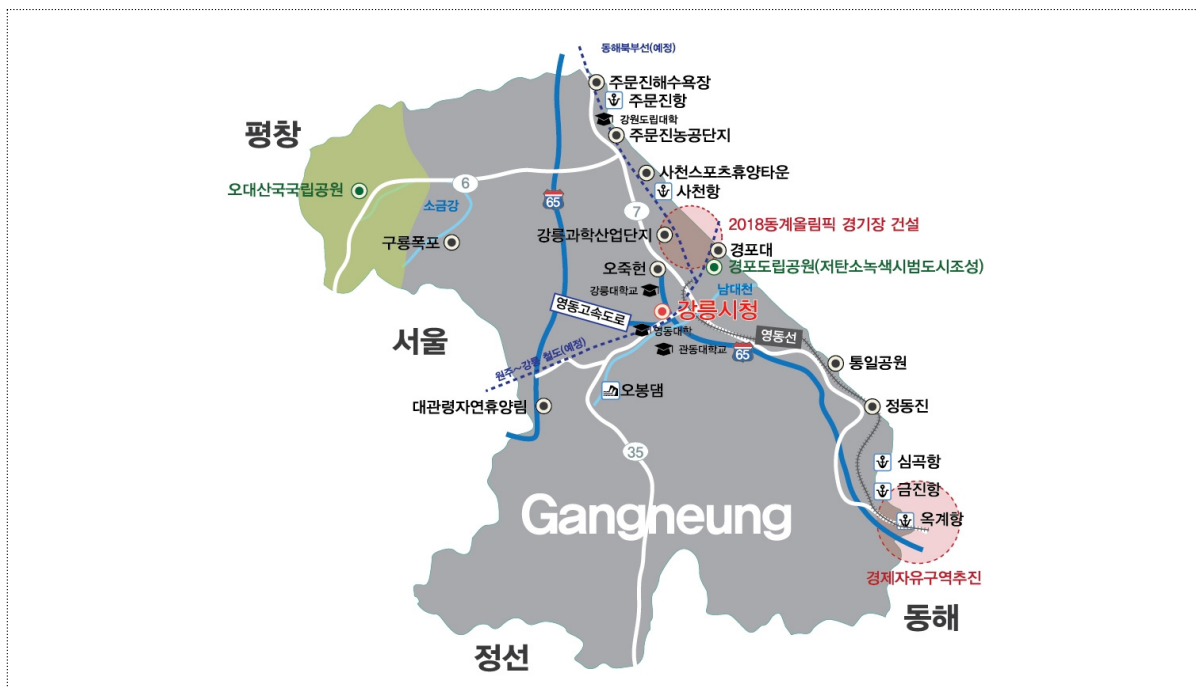 동해북부선(예정)
주문진해수욕장
주문진항
강원도립대학
주문진농공단지
평창
사천스포츠휴양타운
사천항
오대산국국립공원
6
소금강
65
7
2018동계올림픽 경기장 건설
구룡폭포
강릉과학산업단지
경포대
오죽헌
경포도립공원(저탄소녹색시범도시조성)
강릉대학교
남대천
영동고속도로
강릉시청
서울
영동대학
영동선
관동대학교
65
원주~강릉 철도(예정)
통일공원
오봉댐
대관령자연휴양림
정동진
35
심곡항
금진항
Gangneung
옥계항
경제자유구역추진
동해
정선